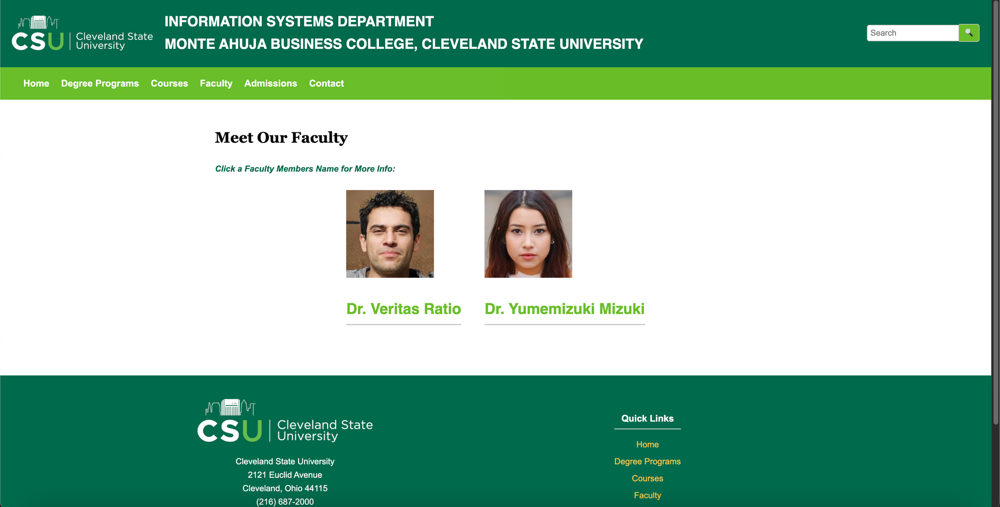 CSU
CSU | Cleveland State
University
INFORMATION SYSTEMS DEPARTMENT
MONTE AHUJA BUSINESS COLLEGE, CLEVELAND STATE UNIVERSITY
Search
Home Degree Programs Courses Faculty Admissions Contact
Meet Our Faculty
Click a Faculty Members Name for More Info:
Dr. Veritas Ratio
Dr. Yumemizuki Mizuki
CSU
CSU | Cleveland State
University
Cleveland State University
2121 Euclid Avenue
Cleveland, Ohio 44115
(216) 687-2000
Quick Links
Home
Degree Programs
Courses
Faculty